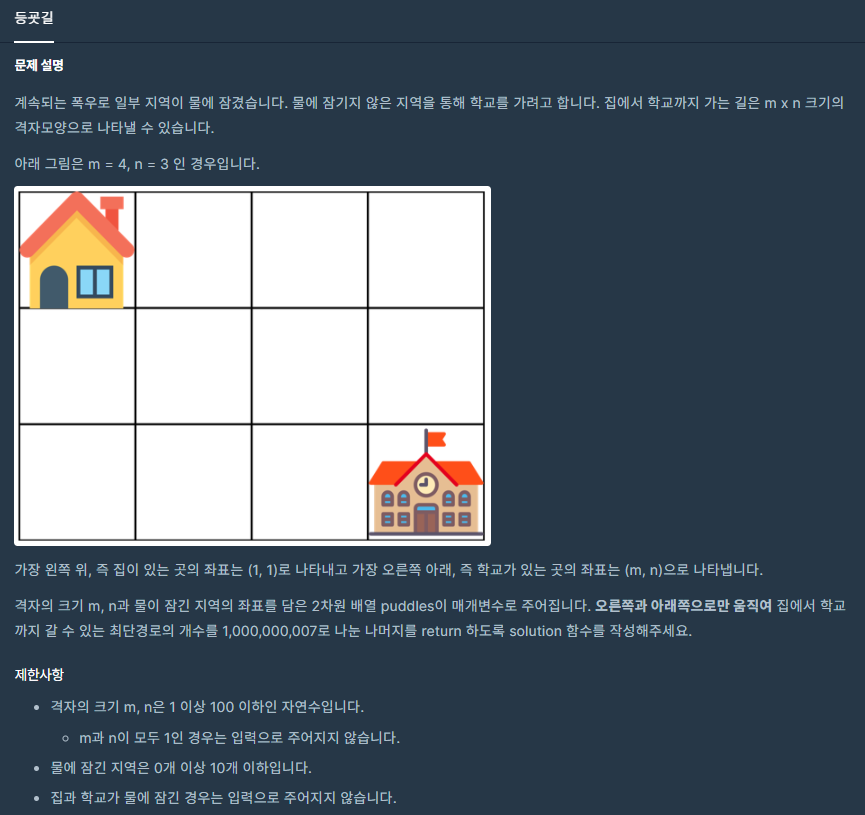 등굣길
문제 설명
계속되는 폭우로 일부 지역이 물에 잠겼습니다. 물에 잠기지 않은 지역을 통해 학교를 가려고 합니다. 집에서 학교까지 가는 길은 m x n 크기의
격자모양으로 나타낼 수 있습니다.
아래 그림은 m = 4, n = 3 인 경우입니다.
가장 왼쪽 위, 즉 집이 있는 곳의 좌표는 (1, 1)로 나타내고 가장 오른쪽 아래, 즉 학교가 있는 곳의 좌표는 (m, n)으로 나타냅니다.
격자의 크기 m, n과 물이 잠긴 지역의 좌표를 담은 2차원 배열 puddles이 매개변수로 주어집니다. 오른쪽과 아래쪽으로만 움직여 집에서 학교
까지 갈 수 있는 최단경로의 개수를 1,000,000,007로 나눈 나머지를 return 하도록 solution 함수를 작성해주세요.
제한사항
• 격자의 크기 m, n은 1 이상 100 이하인 자연수입니다.
◦ m과 n이 모두 1인 경우는 입력으로 주어지지 않습니다.
• 물에 잠긴 지역은 0개 이상 10개 이하입니다.
• 집과 학교가 물에 잠긴 경우는 입력으로 주어지지 않습니다.